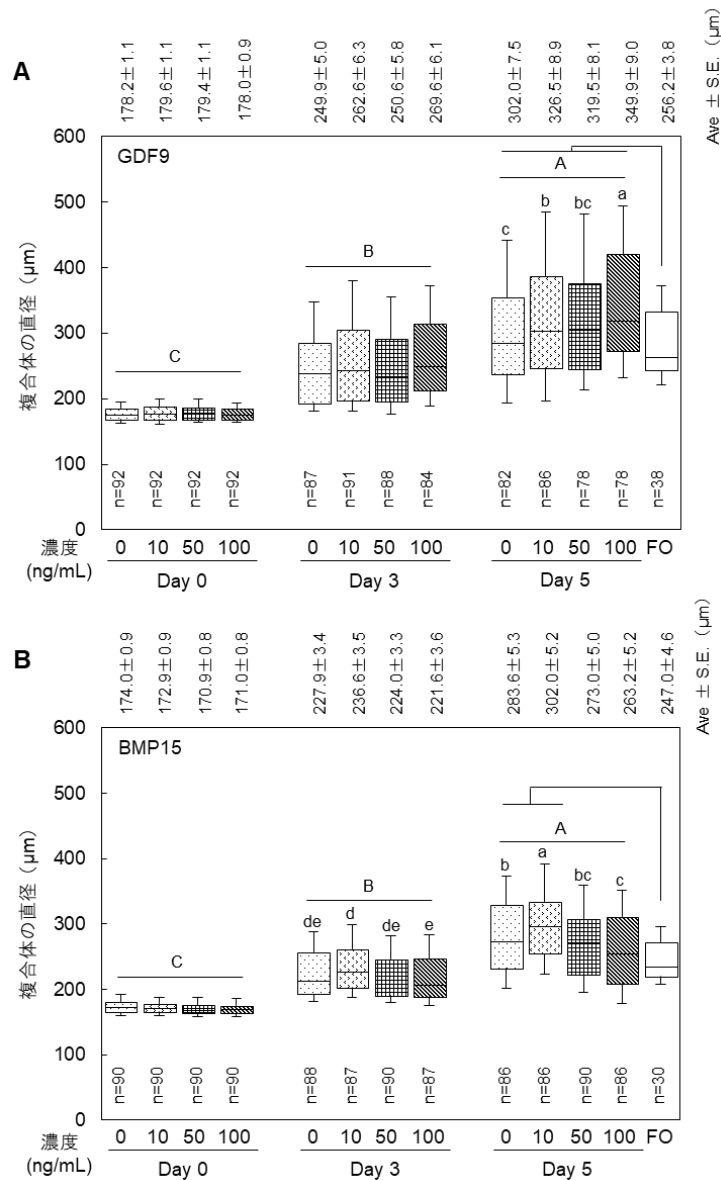 A
178.2±1.1
179.6±1.1
179.4±1.1
178.0±0.9
249.9±5.0
262.6±6.3
250.6±5.8
269.6±6.1
302.0±7.5
326.5±8.9
319.5±8.1
349.9±9.0
256.2±3.8
Ave ± S.E. (μm)
GDF9
複合体の直径 (μm)
600
500
400
300
200
100
0
C
B
A
c
b
bc
a
n=92
n=92
n=92
n=92
n=87
n=91
n=88
n=84
n=82
n=86
n=78
n=78
n=38
濃度
(ng/mL)
0 10 50 100 0 10 50 100 0 10 50 100 FO
Day 0 Day 3 Day 5
B
174.0±0.9
172.9±0.9
170.9±0.8
171.0±0.8
227.9±3.4
236.6±3.5
224.0±3.3
221.6±3.6
283.6±5.3
302.0±5.2
273.0±5.0
263.2±5.2
247.0±4.6
Ave ± S.E. (μm)
BMP15
複合体の直径 (μm)
600
500
400
300
200
100
0
C
B
de
d
de
e
A
b
a
bc
c
n=90
n=90
n=90
n=90
n=88
n=87
n=90
n=87
n=86
n=86
n=90
n=86
n=30
濃度
(ng/mL)
0 10 50 100 0 10 50 100 0 10 50 100 FO
Day 0 Day 3 Day 5